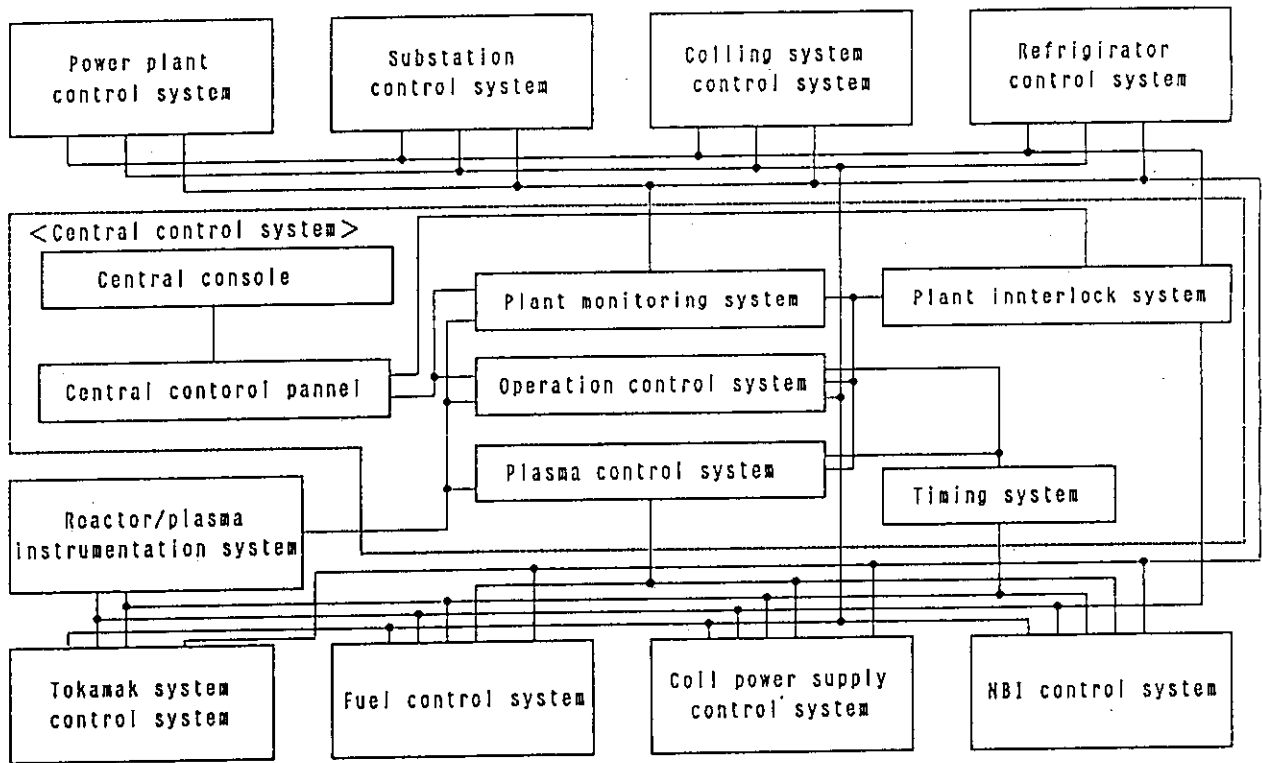 Power plant
control system
Substation
control system
Coiling system
control system
Refrigirator
control system
<Central control system>
Central console
Plant monitoring system
Plant innterlock system
Central contorol pannel
Operation control system
Plasma control system
Timing system
Roactor/plasma
instrumentation system
Tokamak system
control system
Fuel control system
Coil power supply
control system
NBI control system